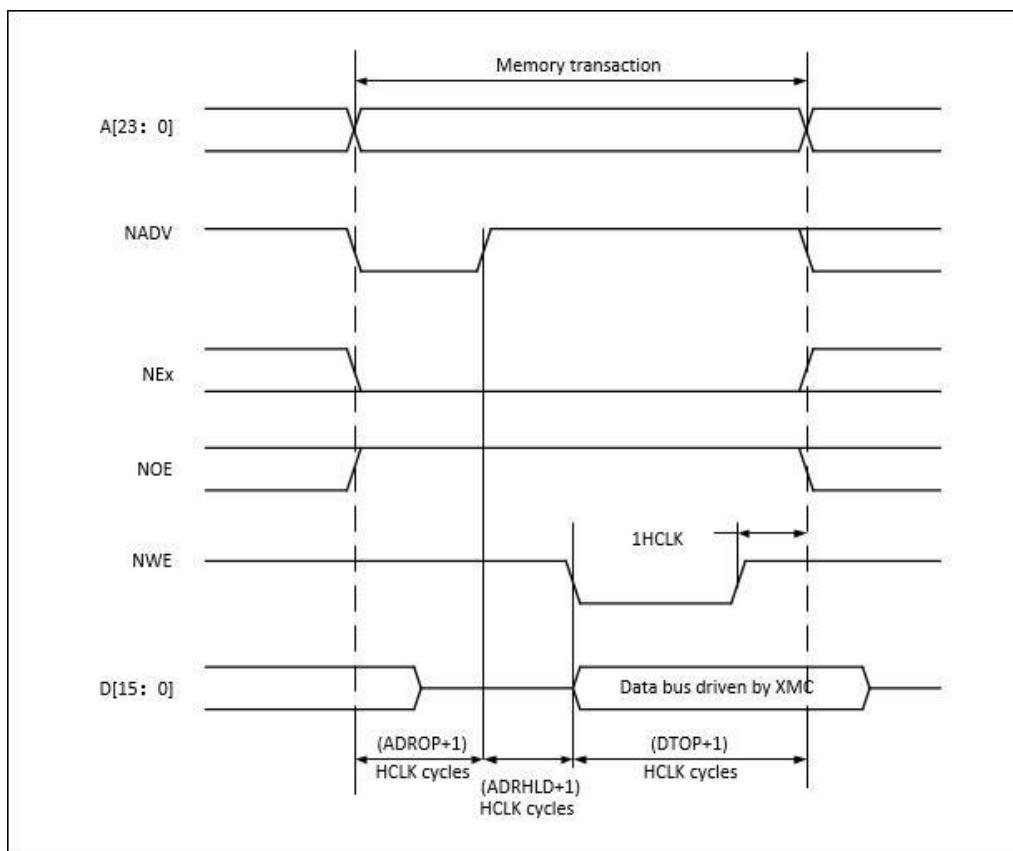 Memory transaction
A[23：0]
NADV
NEx
NOE
1HCLK
NWE
D[15：0]
Data bus driven by XMC
(ADROP+1)
HCLK cycles
(ADRHLD+1)
HCLK cycles
(DTOP+1)
HCLK cycles